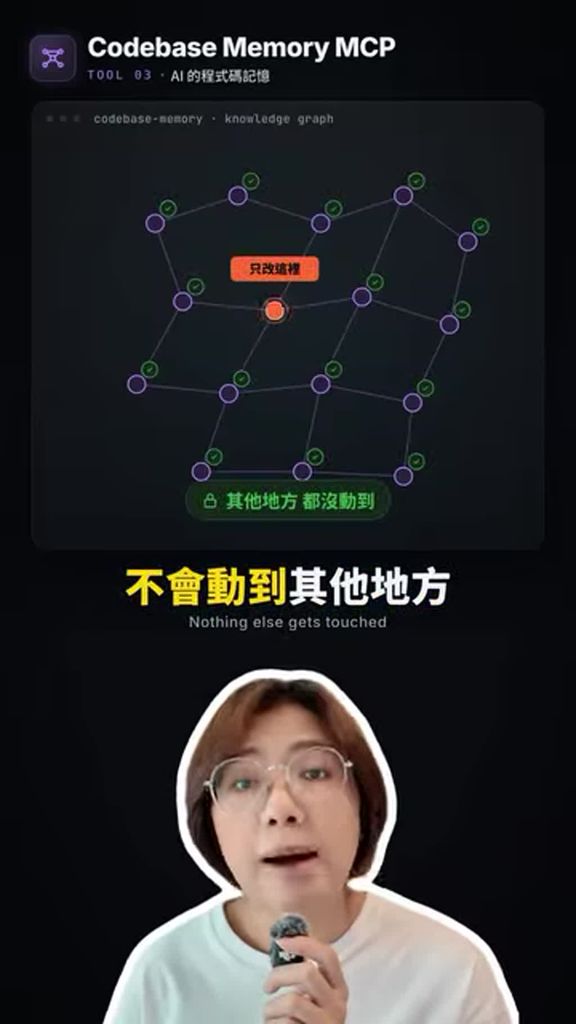 Codebase Memory MCP
TOOL 03 · AI 的程式碼記憶
codebase-memory · knowledge graph
只改這裡
其他地方 都沒動到
不會動到其他地方
Nothing else gets touched